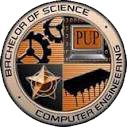 BACHELOR OF SCIENCE
PUP
COMPUTER ENGINEERING